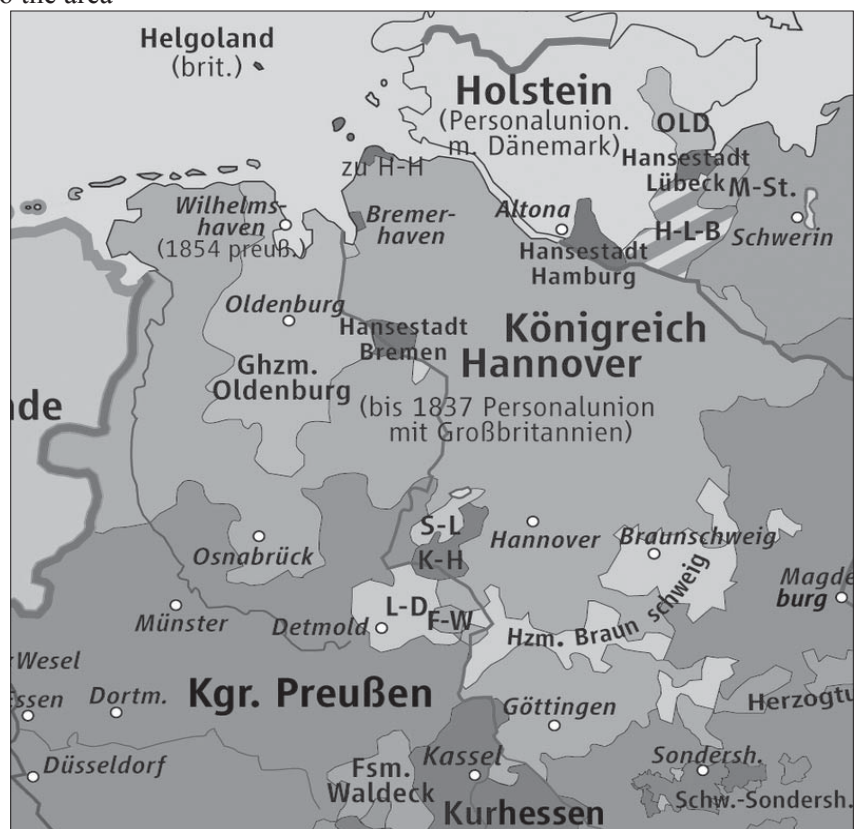 o the area
Helgoland
(brit.)
Holstein
(Personalunion.
m. Dänemark)
OLD
zu H-H
Hansestadt
Lübeck
M-St.
Wilhelms-
haven
(1854 preuß.)
Bremer-
haven
Altona
H-L-B
Schwerin
Hansestadt
Hamburg
Oldenburg
Hansestadt
Bremen
Königreich
Hannover
Ghzm.
Oldenburg
(bis 1837 Personalunion
mit Großbritannien)
nde
S-L
Hannover
Braunschweig
Osnabrück
K-H
Magde
burg
L-D
F-W
Münster
Detmold
Hzm. Braun schweig
Wesel
Essen
Dortm.
Kgr. Preußen
Göttingen
Herzogtu
Düsseldorf
Fsm.
Waldeck
Kassel
Sondersh.
Schw.-Sondersh.
Kurhessen